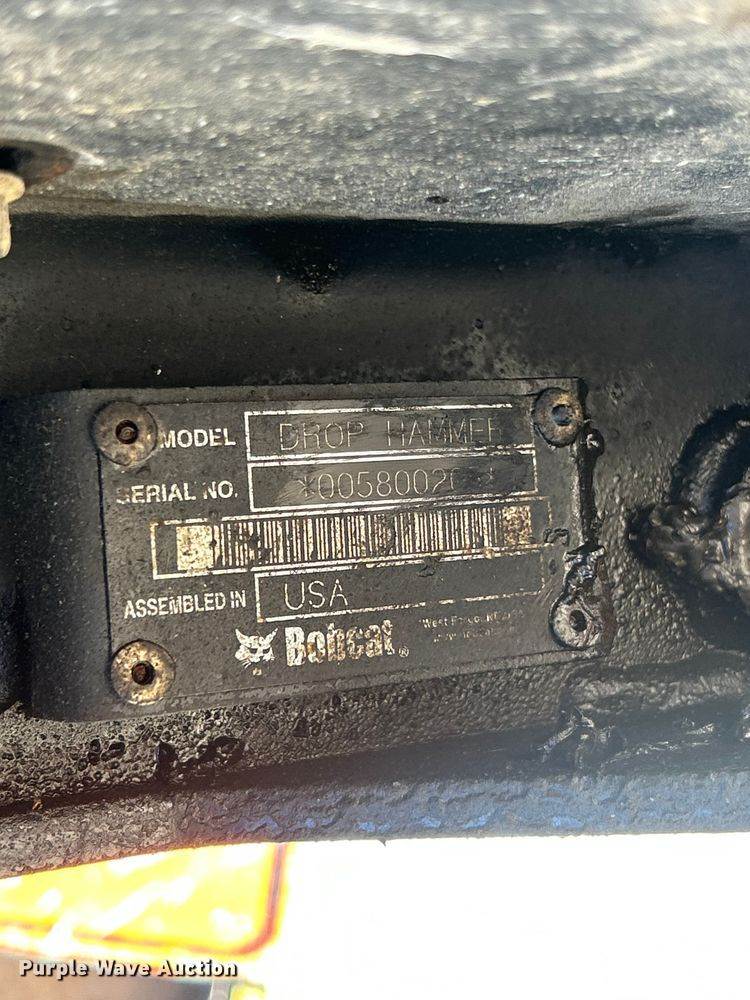 MODEL DROP HAMMER
SERIAL NO.
ASSEMBLED IN USA
Bobcat®
Purple Wave Auction